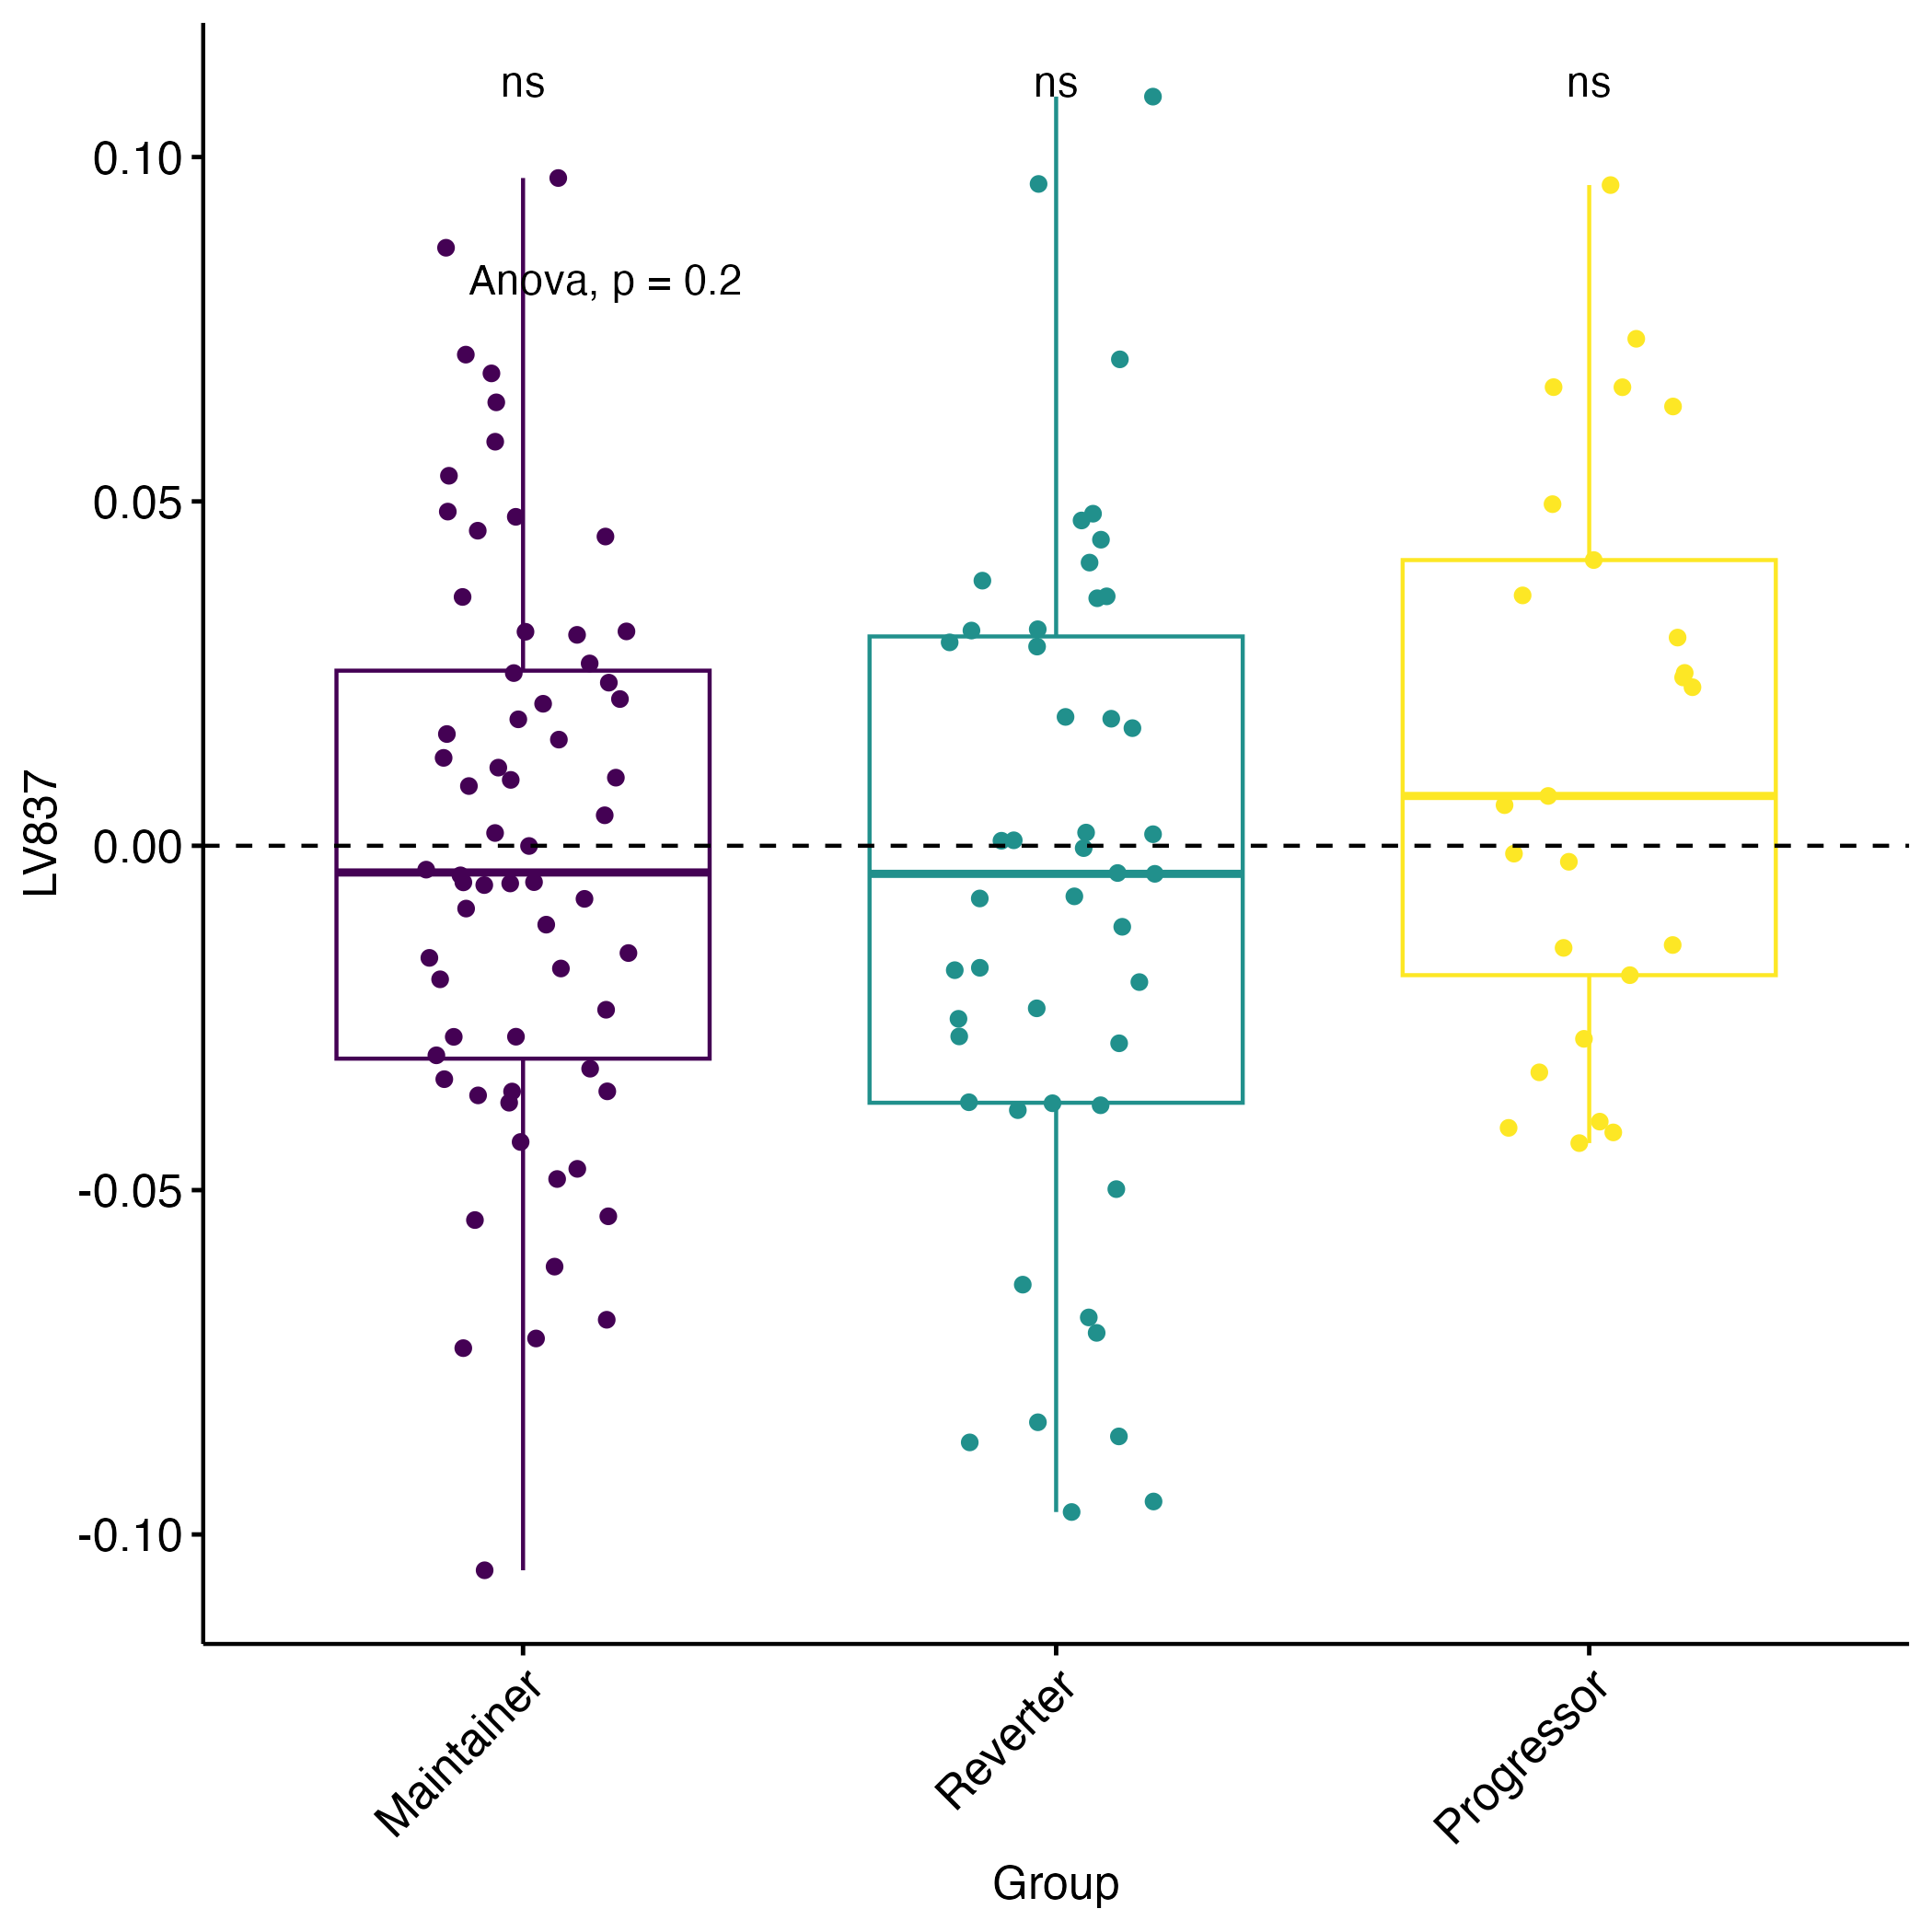 ns ns ns
0.10
Anova, p = 0.2
0.05
0.00
LV837
-0.05
-0.10
Maintainer Reverter Progressor
Group